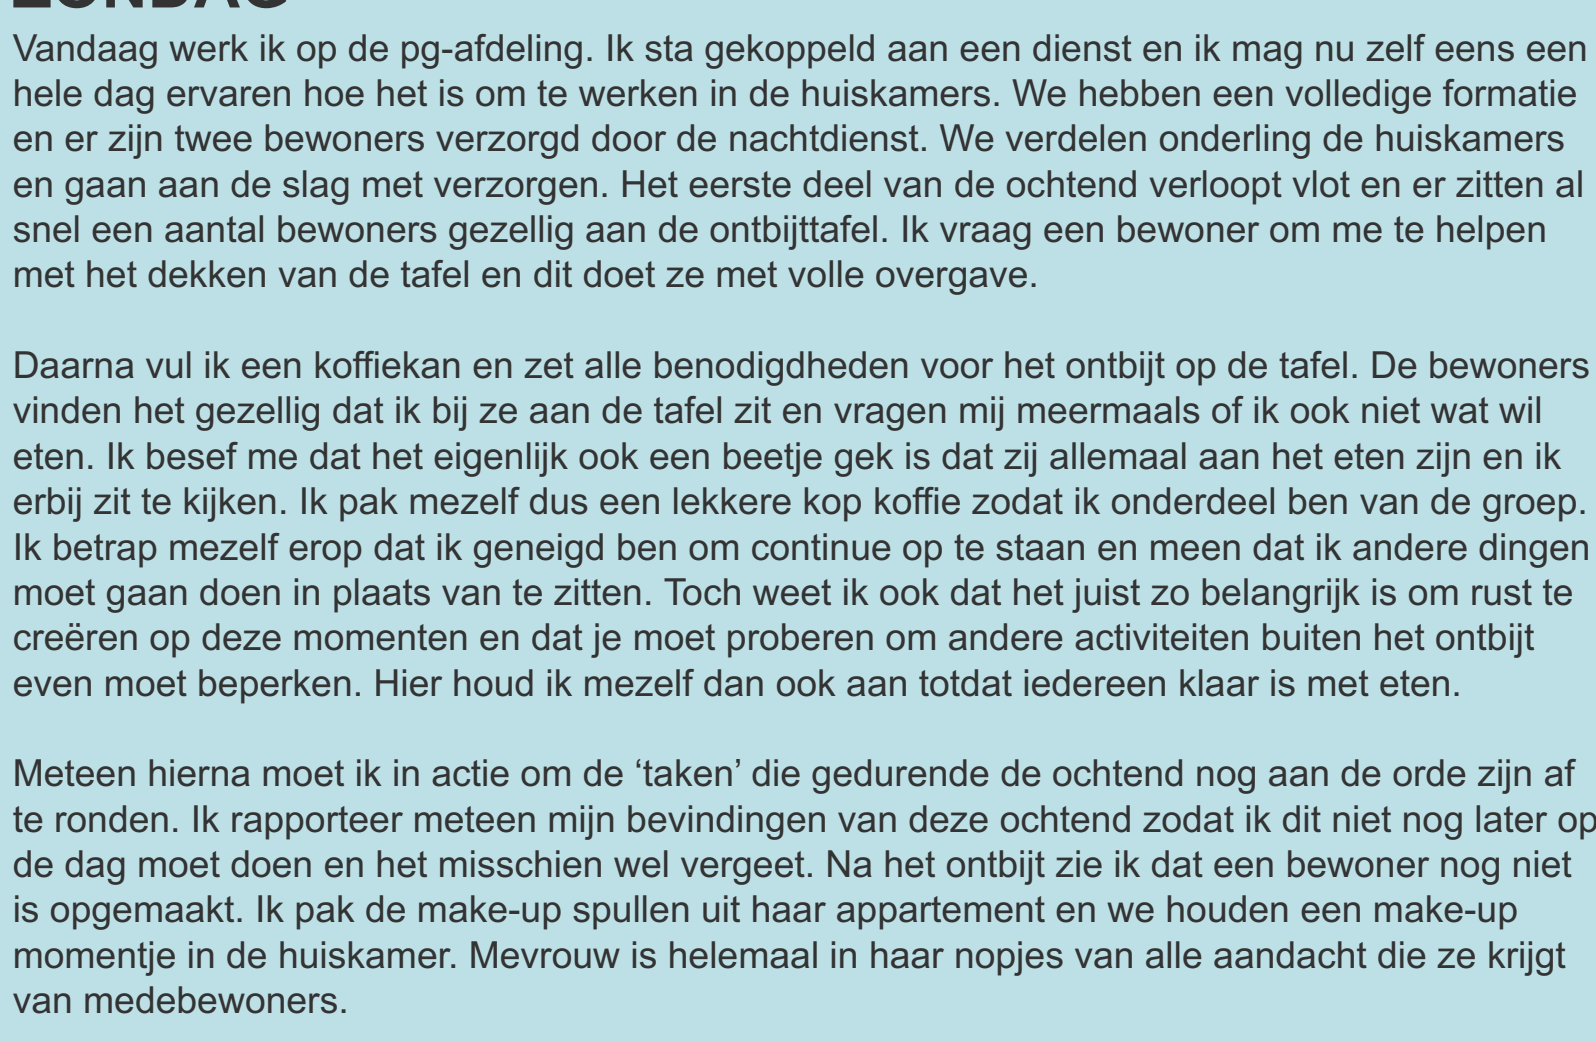 ZONDAG
Vandaag werk ik op de pg-afdeling. Ik sta gekoppeld aan een dienst en ik mag nu zelf eens een
hele dag ervaren hoe het is om te werken in de huiskamers. We hebben een volledige formatie
en er zijn twee bewoners verzorgd door de nachtdienst. We verdelen onderling de huiskamers
en gaan aan de slag met verzorgen. Het eerste deel van de ochtend verloopt vlot en er zitten al
snel een aantal bewoners gezellig aan de ontbijttafel. Ik vraag een bewoner om me te helpen
met het dekken van de tafel en dit doet ze met volle overgave.
Daarna vul ik een koffiekan en zet alle benodigdheden voor het ontbijt op de tafel. De bewoners
vinden het gezellig dat ik bij ze aan de tafel zit en vragen mij meermaals of ik ook niet wat wil
eten. Ik besef me dat het eigenlijk ook een beetje gek is dat zij allemaal aan het eten zijn en ik
erbij zit te kijken. Ik pak mezelf dus een lekkere kop koffie zodat ik onderdeel ben van de groep.
Ik betrap mezelf erop dat ik geneigd ben om continue op te staan en meen dat ik andere dingen
moet gaan doen in plaats van te zitten. Toch weet ik ook dat het juist zo belangrijk is om rust te
creëren op deze momenten en dat je moet proberen om andere activiteiten buiten het ontbijt
even moet beperken. Hier houd ik mezelf dan ook aan totdat iedereen klaar is met eten.
Meteen hierna moet ik in actie om de ‘taken’ die gedurende de ochtend nog aan de orde zijn af
te ronden. Ik rapporteer meteen mijn bevindingen van deze ochtend zodat ik dit niet nog later op
de dag moet doen en het misschien wel vergeet. Na het ontbijt zie ik dat een bewoner nog niet
is opgemaakt. Ik pak de make-up spullen uit haar appartement en we houden een make-up
momentje in de huiskamer. Mevrouw is helemaal in haar nopjes van alle aandacht die ze krijgt
van medebewoners.